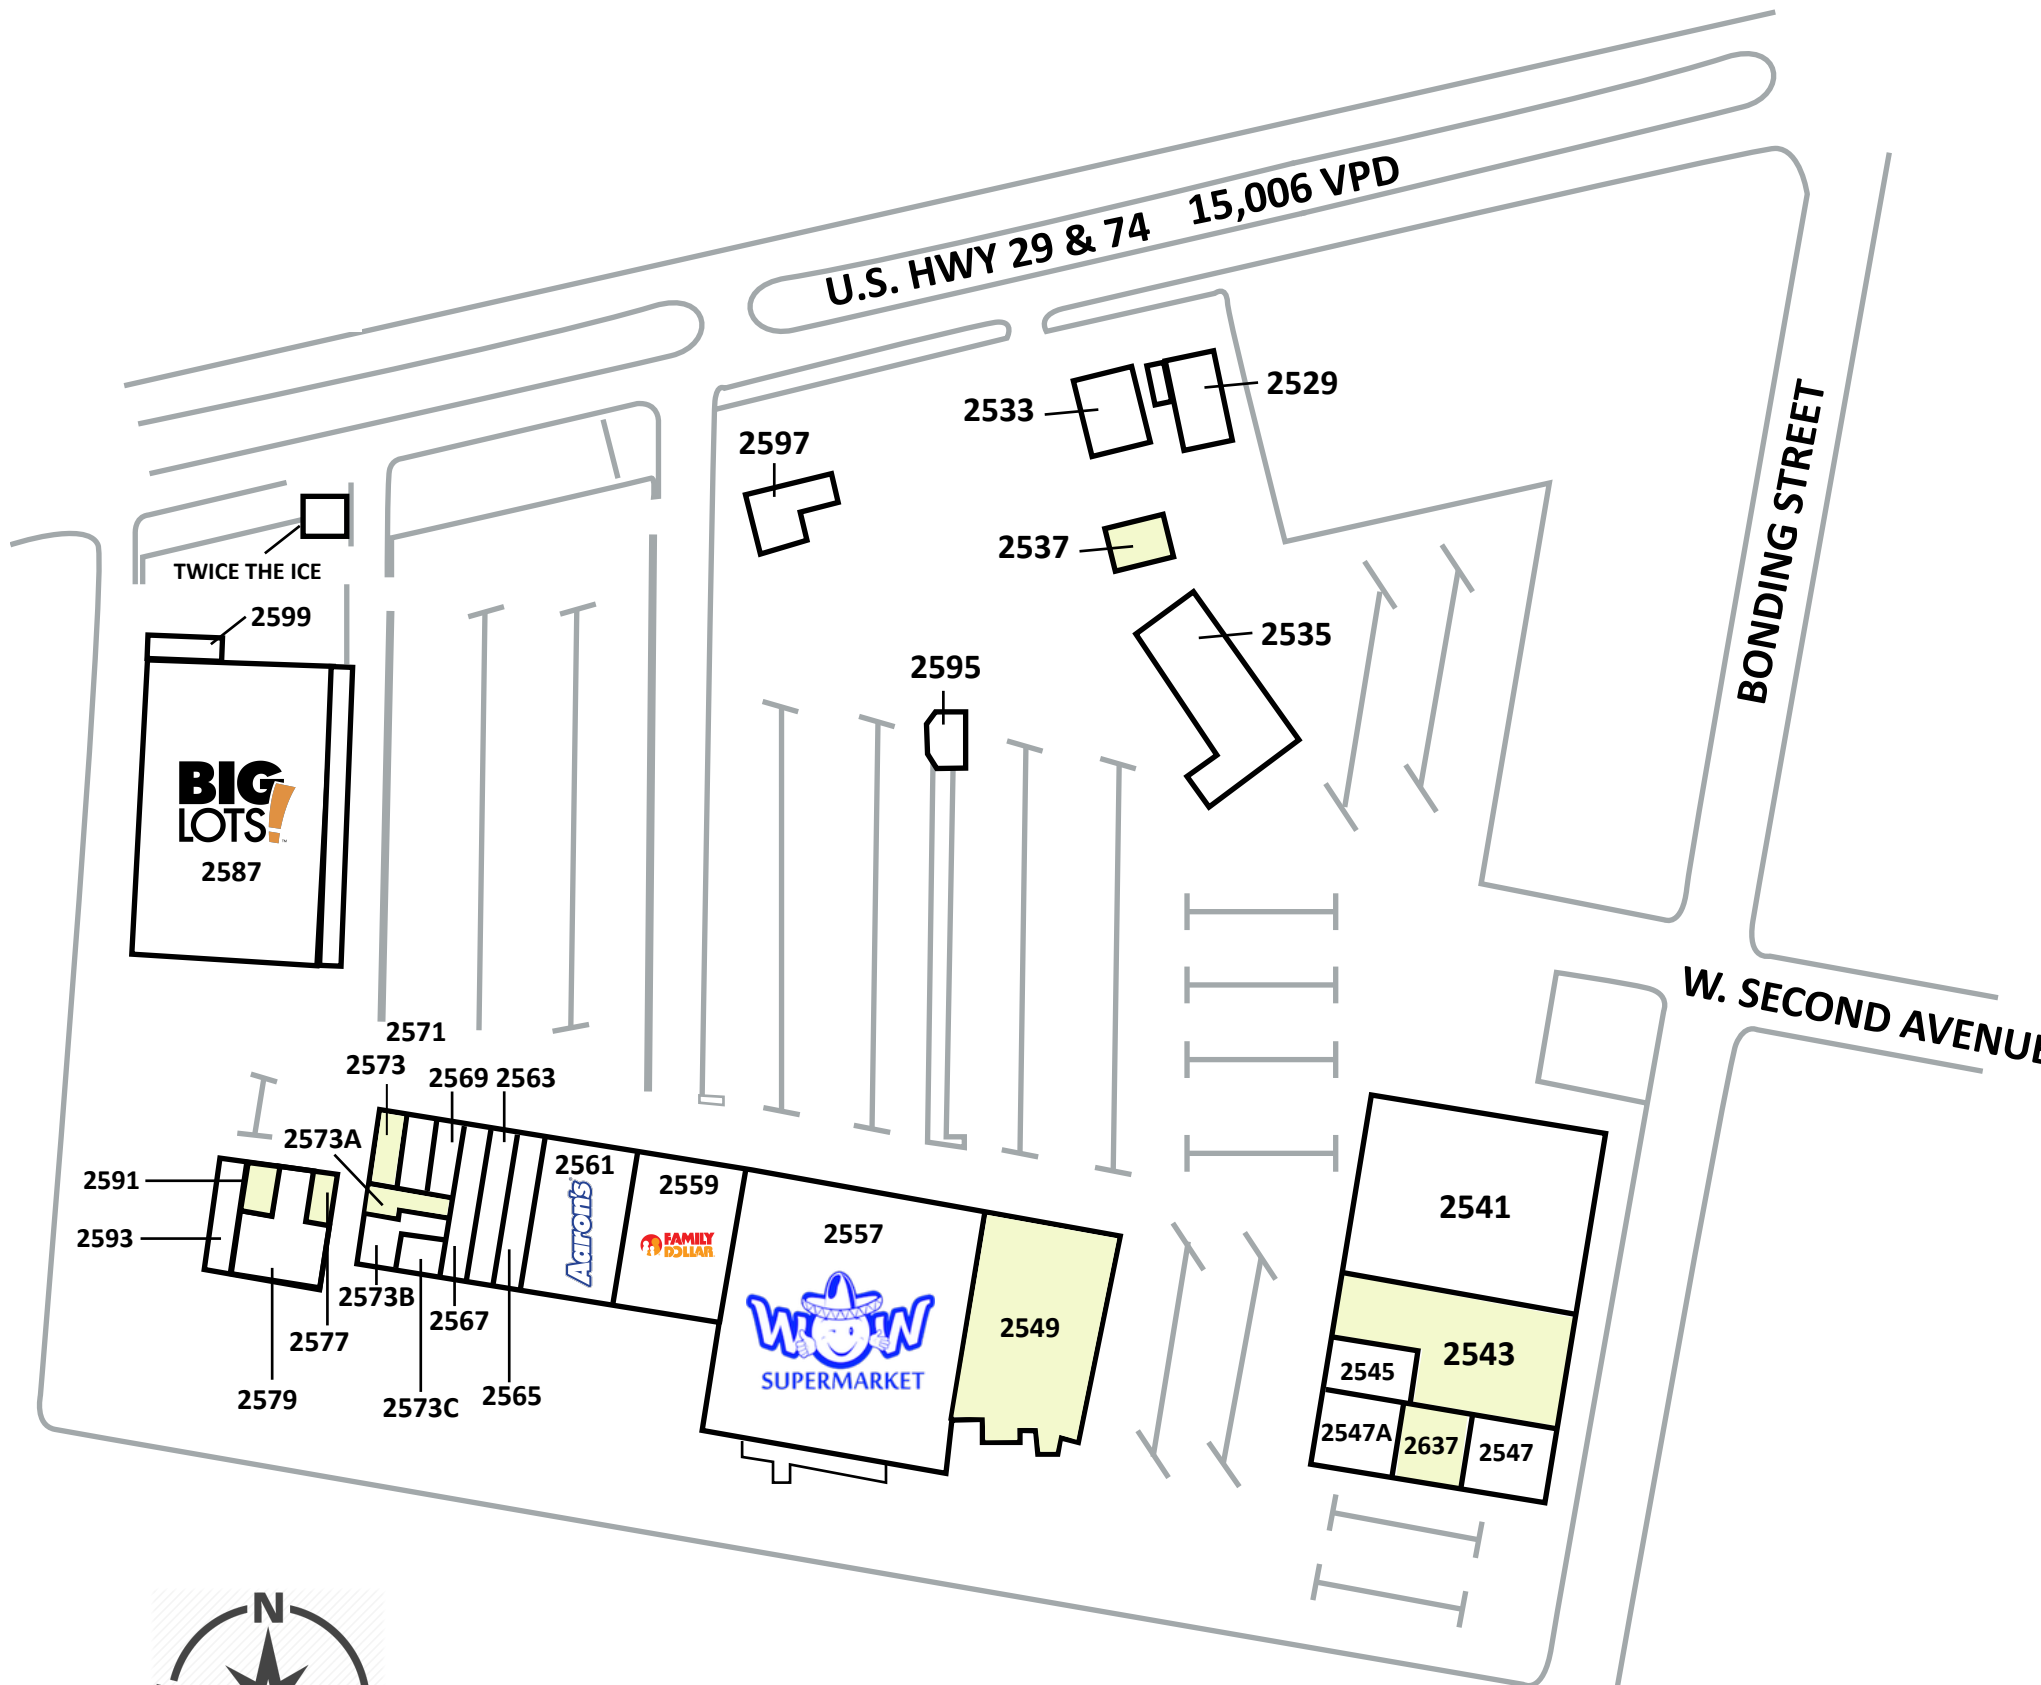 U.S. HWY 29 & 74 15,006 VPD
BONDING STREET
W. SECOND AVENUE
2533
2529
2597
2537
TWICE THE ICE
2599
2535
2595
BIG
LOTS!
™
2587
2571
2573
2569
2563
2573A
2591
2593
2561
Aaron's
2559
FAMILY
DOLLAR
2557
WOW
SUPERMARKET
2549
2541
2543
2545
2547A
2637
2547
2573B
2567
2577
2579
2573C
2565
N